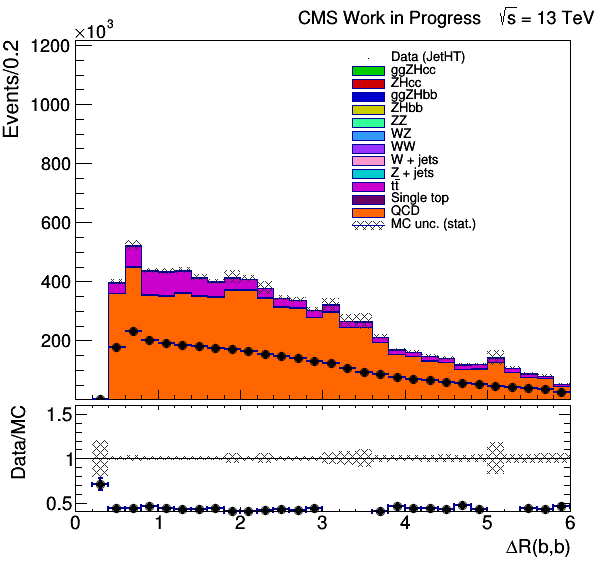 CMS Work in Progress √s = 13 TeV
×10³
Events/0.2
1200
1000
800
600
400
200
Data (JetHT)
ggZHcc
ZHcc
ggZHbb
ZHbb
ZZ
WZ
WW
W + jets
Z + jets
tt̄
Single top
QCD
MC unc. (stat.)
Data/MC
1.5
1
0.5
0 1 2 3 4 5 6
ΔR(b,b)